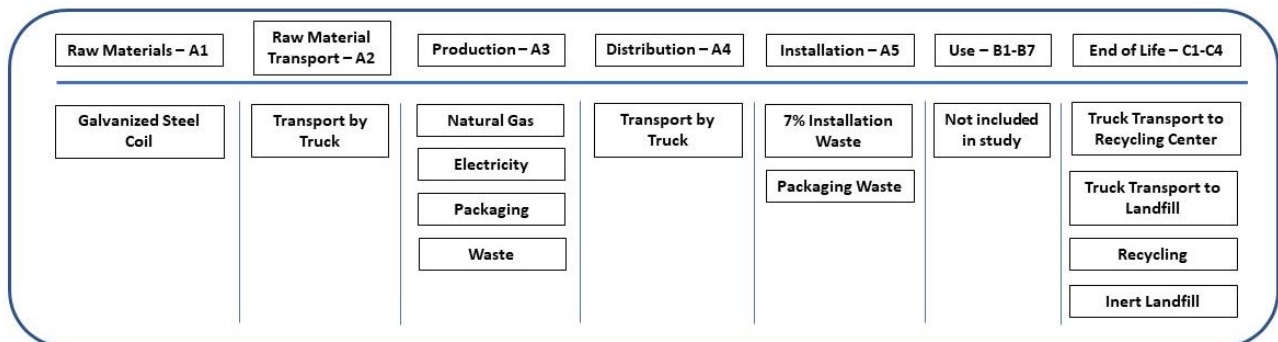 Raw Materials – A1
Raw Material
Transport – A2
Production – A3
Distribution – A4
Installation – A5
Use – B1-B7
End of Life – C1-C4
Galvanized Steel
Coil
Transport by
Truck
Natural Gas
Electricity
Packaging
Waste
Transport by
Truck
7% Installation
Waste
Packaging Waste
Not included
in study
Truck Transport to
Recycling Center
Truck Transport to
Landfill
Recycling
Inert Landfill